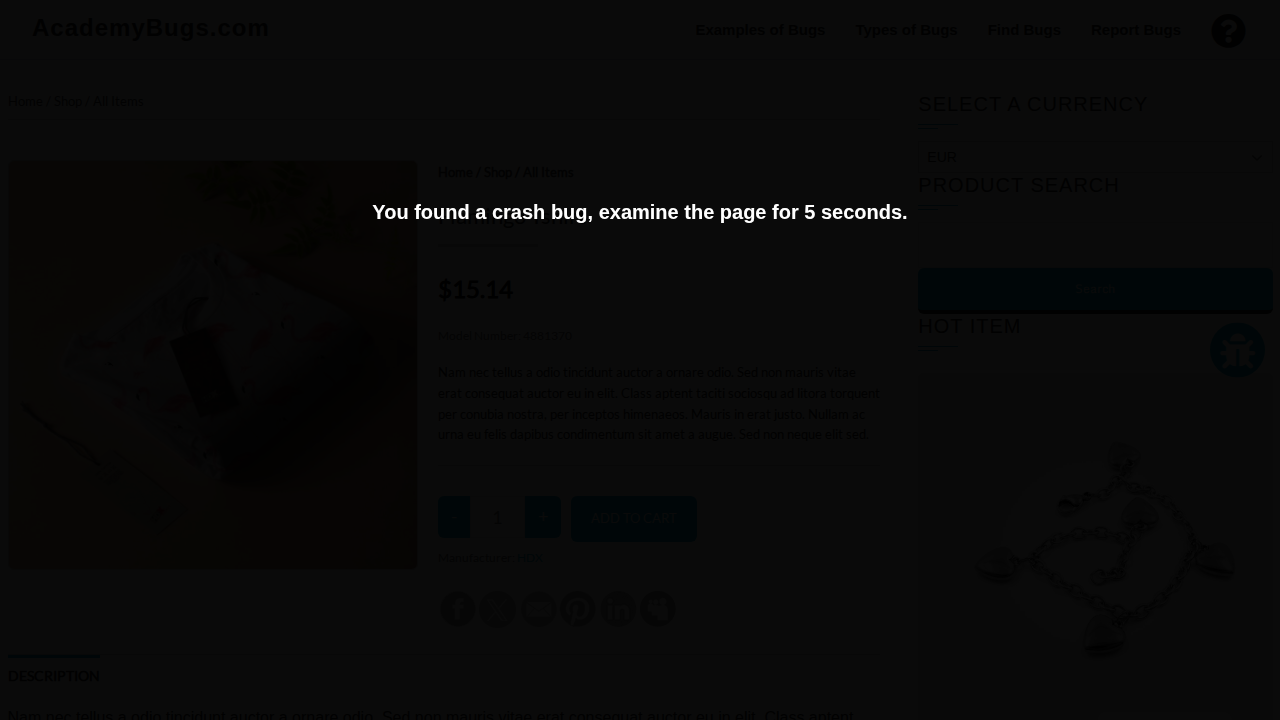 AcademyBugs.com
Examples of Bugs
Types of Bugs
Find Bugs
Report Bugs
Home / Shop / All Items
SELECT A CURRENCY
EUR
PRODUCT SEARCH
Home / Shop / All Items
You found a crash bug, examine the page for 5 seconds.
$15.14
Search
HOT ITEM
Nam nec tellus a odio tincidunt auctor a ornare odio. Sed non mauris vitae
erat consequat auctor eu in elit. Class aptent taciti sociosqu ad litora torquent
per conubia nostra, per inceptos himenaeos. Mauris in erat justo. Nullam ac
urna eu felis dapibus condimentum sit amet a augue. Sed non neque elit sed.
- 1 +
ADD TO CART
DESCRIPTION
Nam nec tellus a odio tincidunt auctor a ornare odio. Sed non mauris vitae erat consequat auctor eu in elit. Class aptent